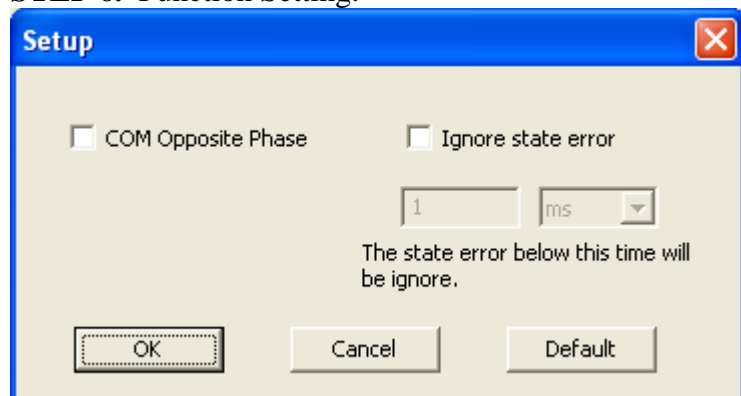 Setup
COM Opposite Phase
Ignore state error
1
ms
The state error below this time will
be ignore.
OK
Cancel
Default